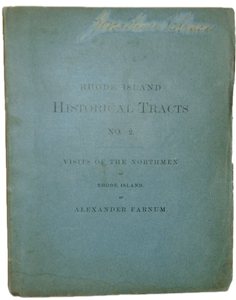 RHODE ISLAND
HISTORICAL TRACTS
NO. 2
VISITS OF THE NORTHMEN
TO
RHODE ISLAND.
BY
ALEXANDER FARNUM.